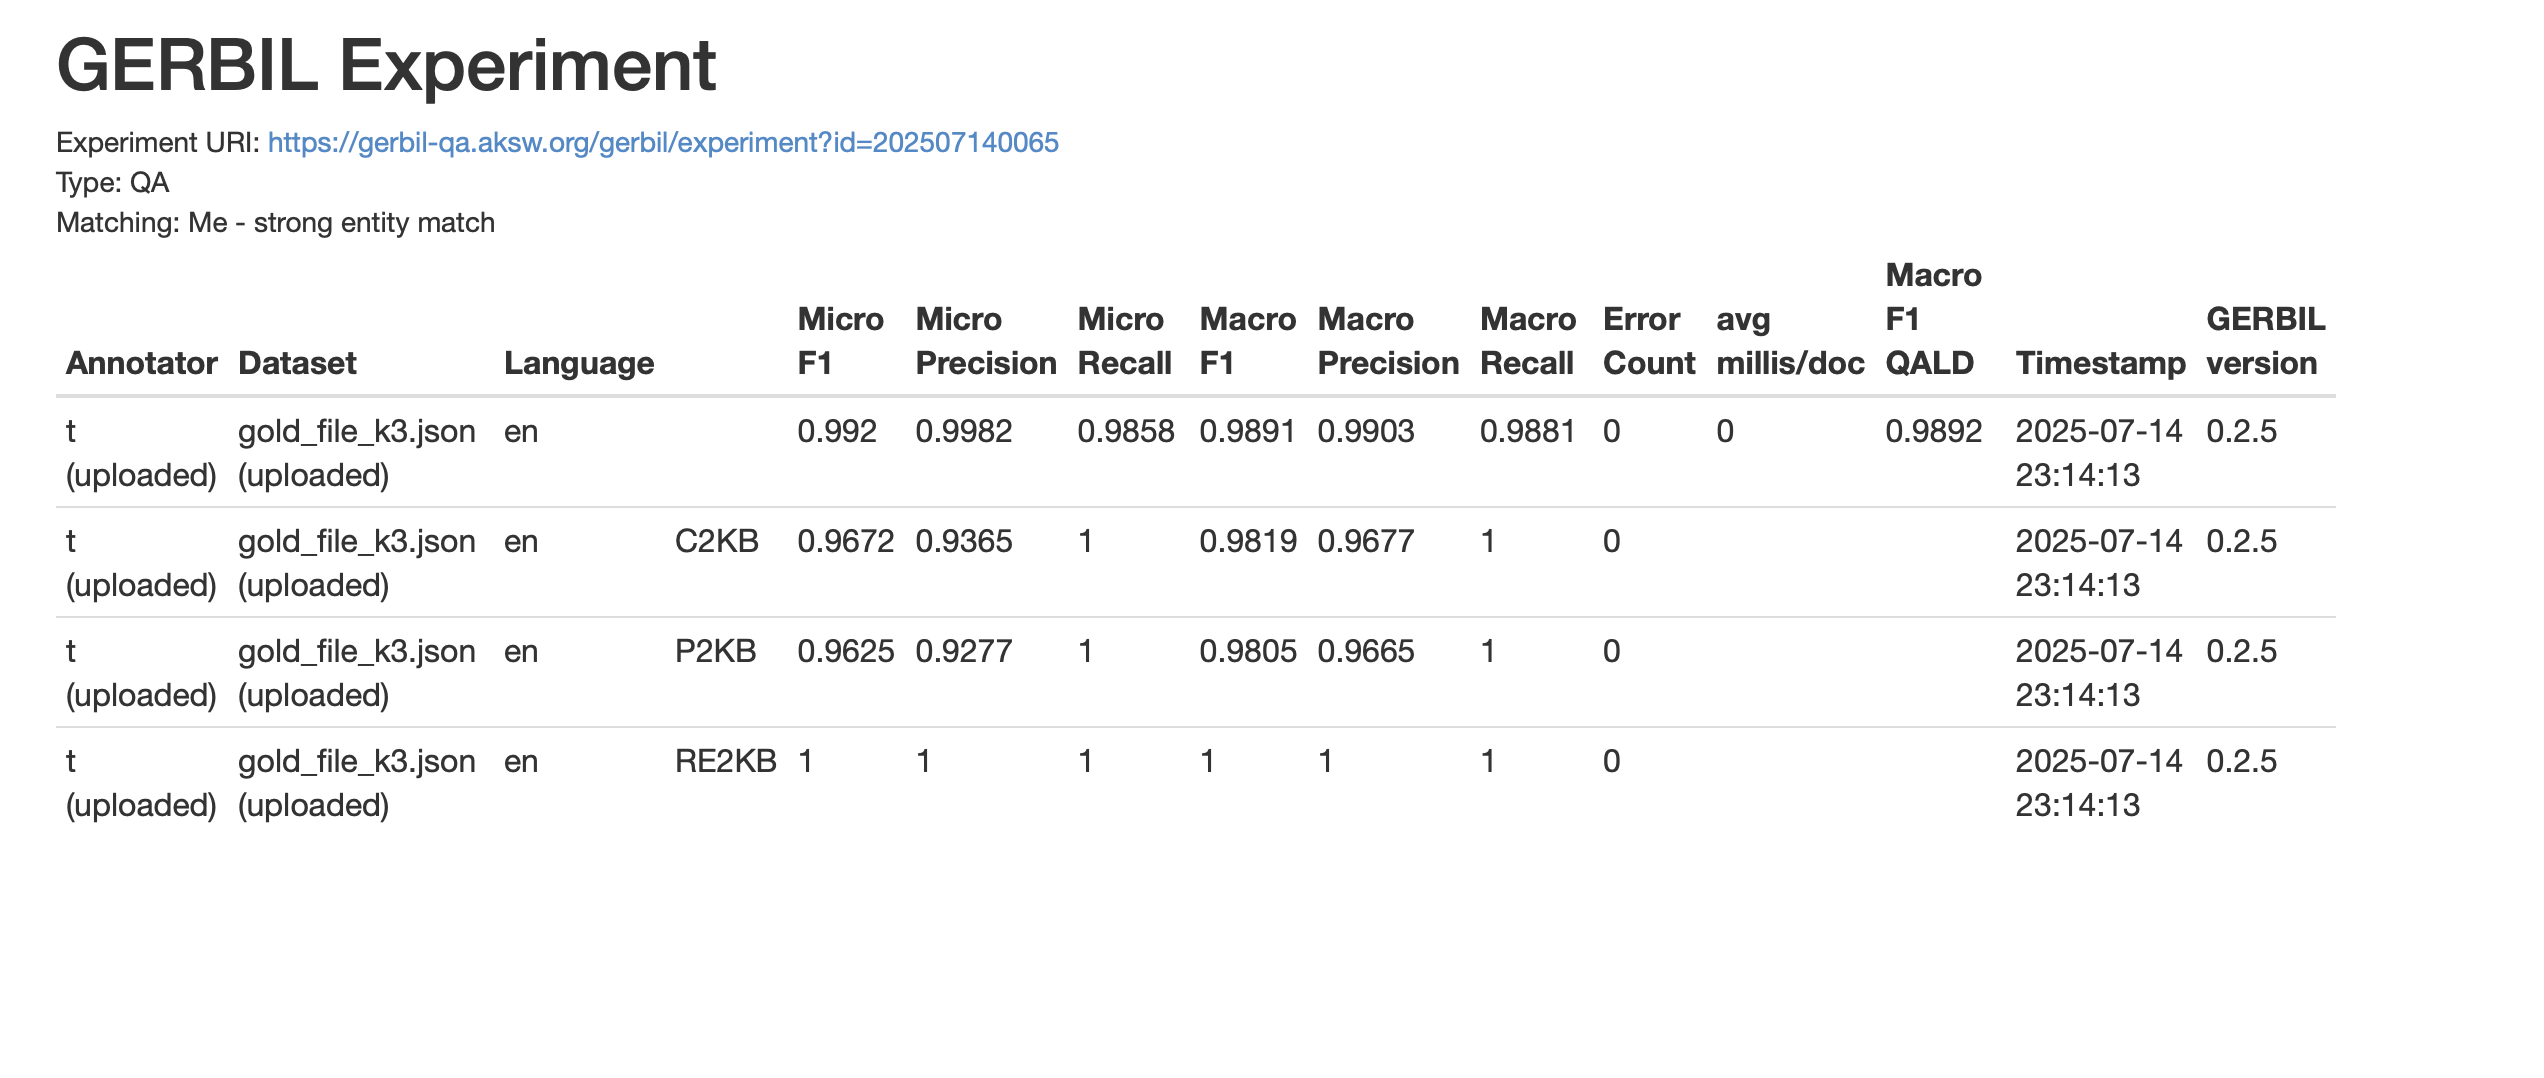 GERBIL Experiment
Experiment URI: https://gerbil-qa.aksw.org/gerbil/experiment?id=202507140065
Type: QA
Matching: Me - strong entity match
Macro
Micro Micro Micro Macro Macro Macro Error avg F1 GERBIL
Annotator Dataset Language F1 Precision Recall F1 Precision Recall Count millis/doc QALD Timestamp version
t gold_file_k3.json en 0.992 0.9982 0.9858 0.9891 0.9903 0.9881 0 0 0.9892 2025-07-14 0.2.5
(uploaded) (uploaded) 23:14:13
t gold_file_k3.json en C2KB 0.9672 0.9365 1 0.9819 0.9677 1 0 2025-07-14 0.2.5
(uploaded) (uploaded) 23:14:13
t gold_file_k3.json en P2KB 0.9625 0.9277 1 0.9805 0.9665 1 0 2025-07-14 0.2.5
(uploaded) (uploaded) 23:14:13
t gold_file_k3.json en RE2KB 1 1 1 1 1 1 0 2025-07-14 0.2.5
(uploaded) (uploaded) 23:14:13